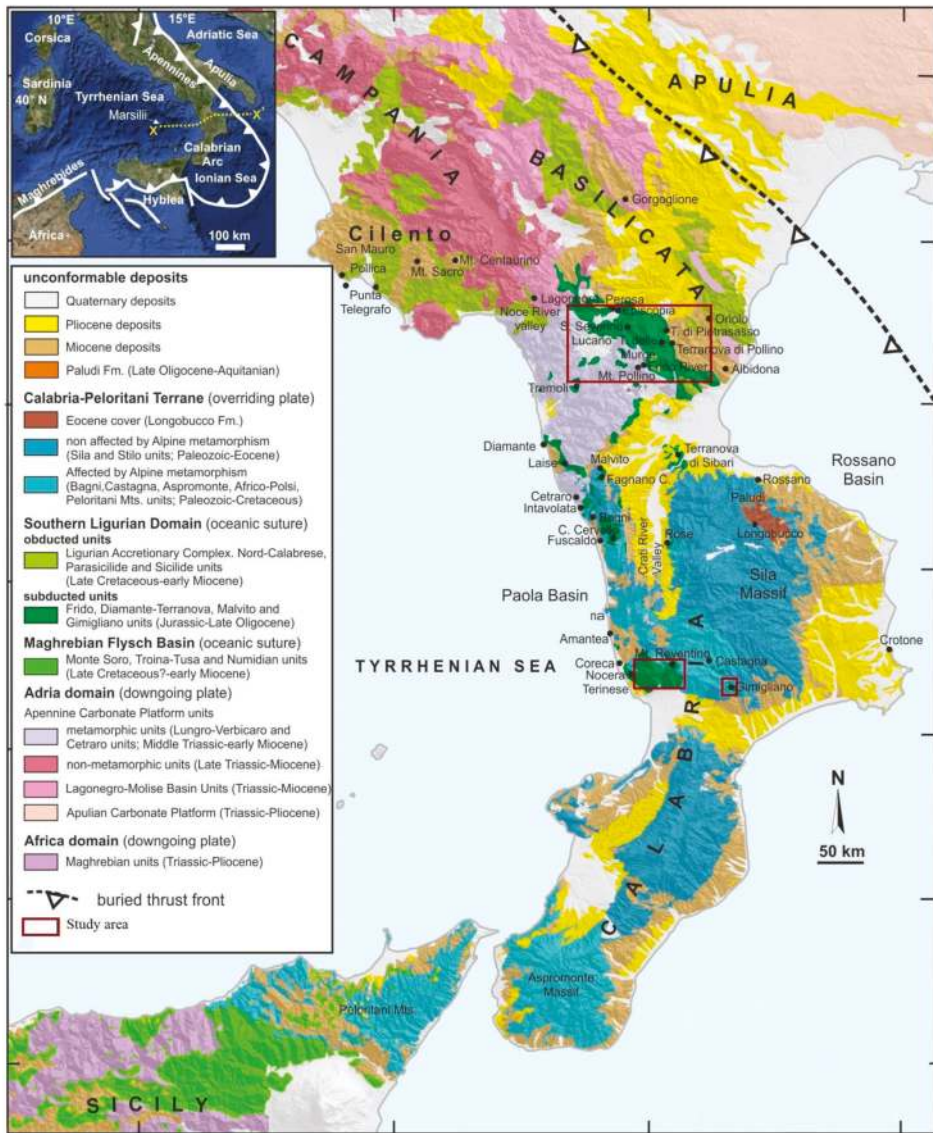 10°E
15°E
Corsica
Adriatic Sea
Apennines
Apulia
Sardinia
40° N
Tyrrhenian Sea
Marsilii
X
X
Calabrian
Arc
Ionian Sea
Maghrebides
Hyblea
Africa
100 km
CAMPANIA
APULIA
BASILICATA
Gorgoglione
Cilento
San Mauro
Mt. Centaurino
Mt. Sacro
Pollica
Punta
Telegrafo
Lagonegro
Perosa
Episcopia
Noce River
valley
S. Severino
Lucano
Oriolo
T. di Pietrasasso
Terranova di Pollino
Murge
Frido River
Mt. Pollino
Albidona
Tremoli
Diamante
Laise
Malvito
Terranova
di Sibari
Fagnano C.
Rossano
Rossano
Basin
Cetraro
Intavolata
Paludi
Longobucco
Bagni
C. Cervello
Fuscaldo
Crati River
Valley
Rose
Sila
Massif
Paola Basin
na'
Amantea
Crotone
TYRRHENIAN SEA
Mt. Reventino
Castagna
Coreca
Nocera
Terinese
Gimigliano
CALABRIA
N
50 km
Aspromonte
Massif
Peloritani Mts.
SICILY
unconformable deposits
Quaternary deposits
Pliocene deposits
Miocene deposits
Paludi Fm. (Late Oligocene-Aquitanian)
Calabria-Peloritani Terrane (overriding plate)
Eocene cover (Longobucco Fm.)
non affected by Alpine metamorphism
(Sila and Stilo units; Paleozoic-Eocene)
Affected by Alpine metamorphism
(Bagni,Castagna, Aspromonte, Africo-Polsi,
Peloritani Mts. units; Paleozoic-Cretaceous)
Southern Ligurian Domain (oceanic suture)
obducted units
Ligurian Accretionary Complex. Nord-Calabrese,
Parasicilide and Sicilide units
(Late Cretaceous-early Miocene)
subducted units
Frido, Diamante-Terranova, Malvito and
Gimigliano units (Jurassic-Late Oligocene)
Maghrebian Flysch Basin (oceanic suture)
Monte Soro, Troina-Tusa and Numidian units
(Late Cretaceous?-early Miocene)
Adria domain (downgoing plate)
Apennine Carbonate Platform units
metamorphic units (Lungro-Verbicaro and
Cetraro units; Middle Triassic-early Miocene)
non-metamorphic units (Late Triassic-Miocene)
Lagonegro-Molise Basin Units (Triassic-Miocene)
Apulian Carbonate Platform (Triassic-Pliocene)
Africa domain (downgoing plate)
Maghrebian units (Triassic-Pliocene)
buried thrust front
Study area